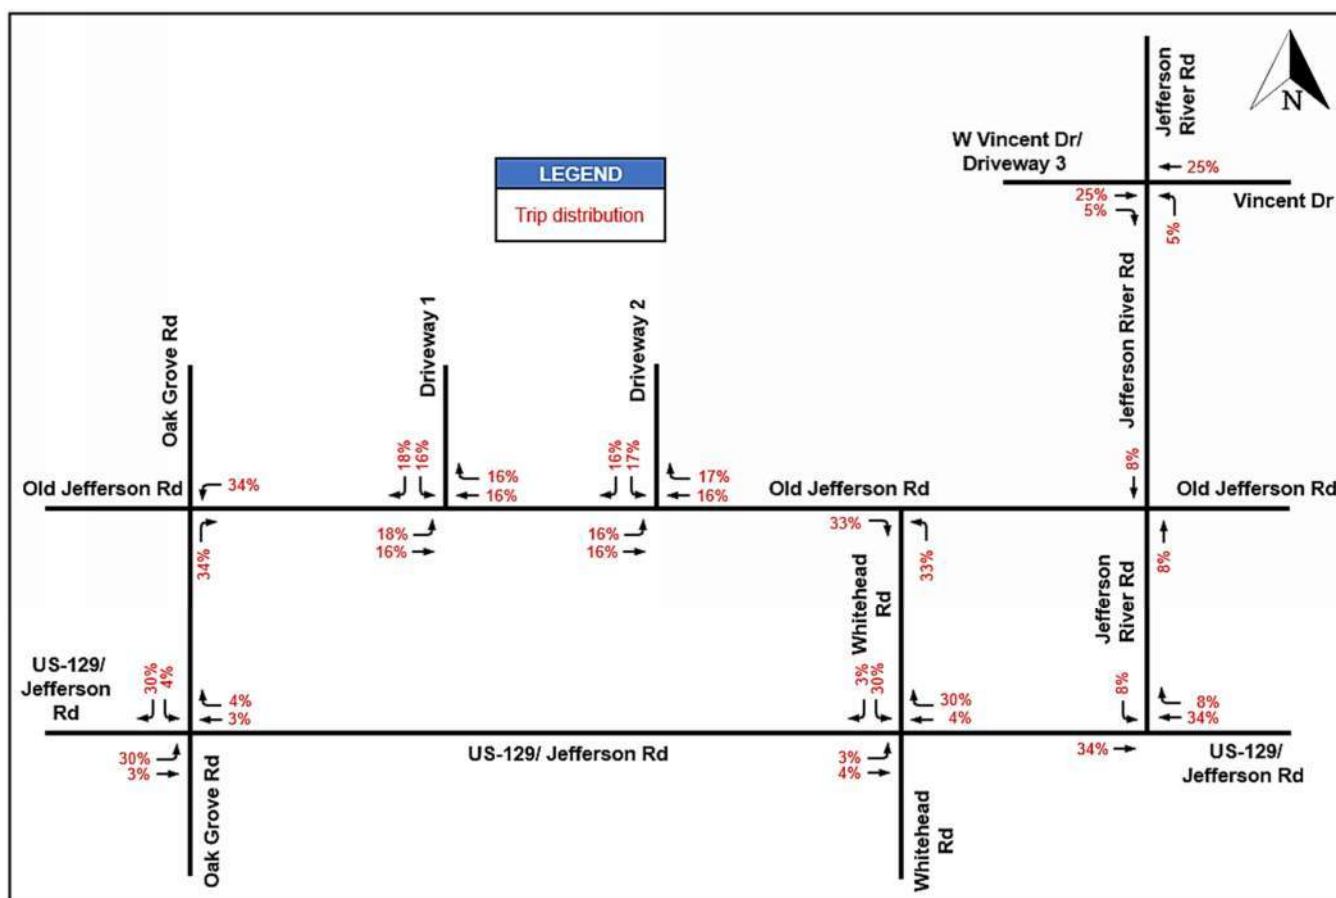 Jefferson
River Rd
N
W Vincent Dr/
Driveway 3
25%
LEGEND
Trip distribution
25%
5%
5%
Vincent Dr
Oak Grove Rd
Driveway 1
Driveway 2
Jefferson River Rd
Old Jefferson Rd
34%
34%
18%
16%
16%
16%
18%
16%
16%
17%
17%
16%
16%
16%
Old Jefferson Rd
33%
33%
8%
8%
Old Jefferson Rd
Whitehead
Rd
Jefferson
River Rd
US-129/
Jefferson
Rd
30%
4%
4%
3%
30%
3%
Oak Grove Rd
US-129/ Jefferson Rd
3%
30%
30%
4%
3%
4%
Whitehead
Rd
8%
8%
34%
34%
US-129/
Jefferson Rd